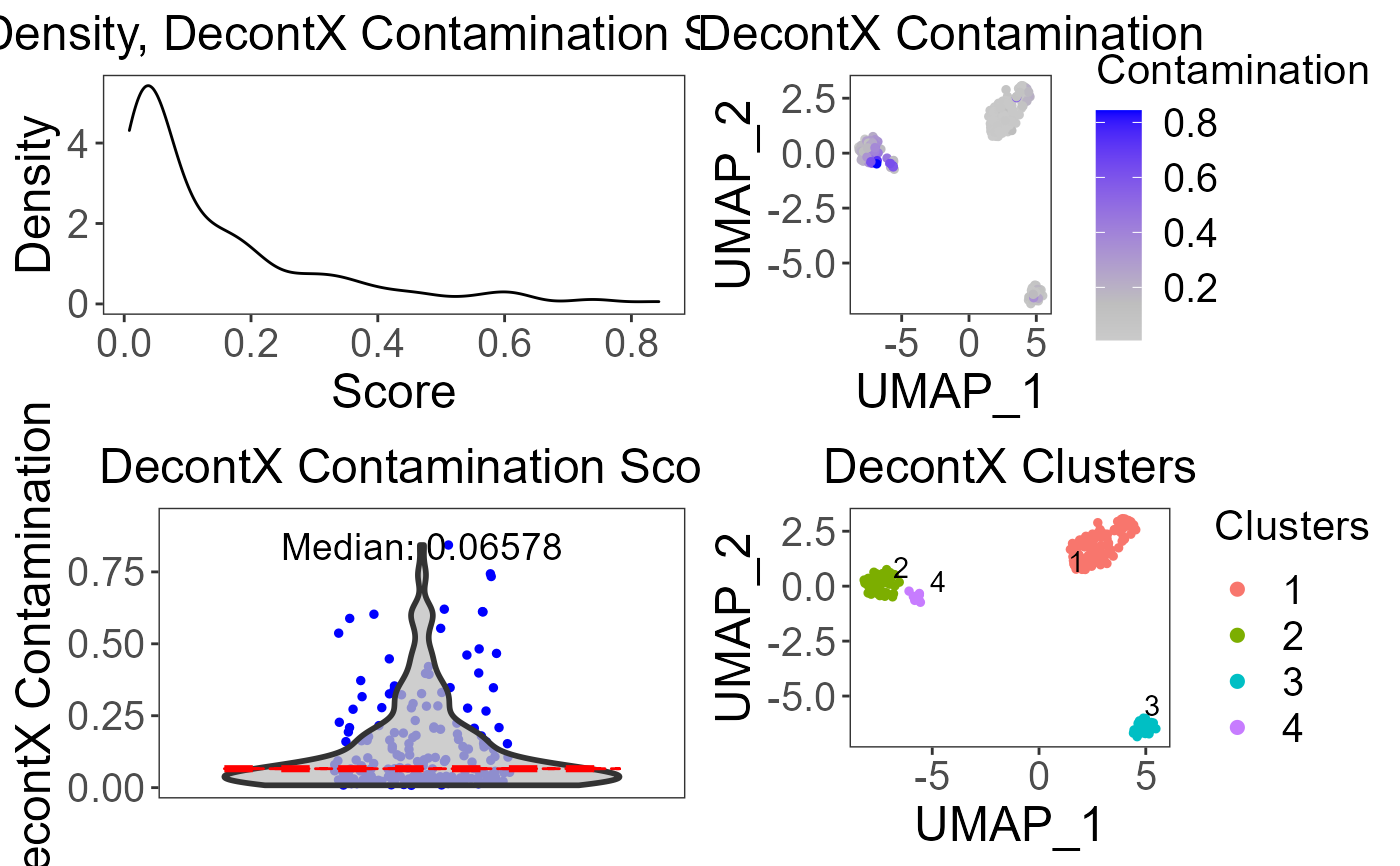 Density, DecontX Contamination S
Density
4
2
0
0.0 0.2 0.4 0.6 0.8
Score
DecontX Contamination
UMAP_2
2.5
0.0
-2.5
-5.0
-5 0 5
UMAP_1
Contamination
0.8
0.6
0.4
0.2
DecontX Contamination Sco
DecontX Contamination
Median: 0.06578
0.75
0.50
0.25
0.00
DecontX Clusters
UMAP_2
2.5
0.0
-2.5
-5.0
1
2
4
3
-5 0 5
UMAP_1
Clusters
1
2
3
4